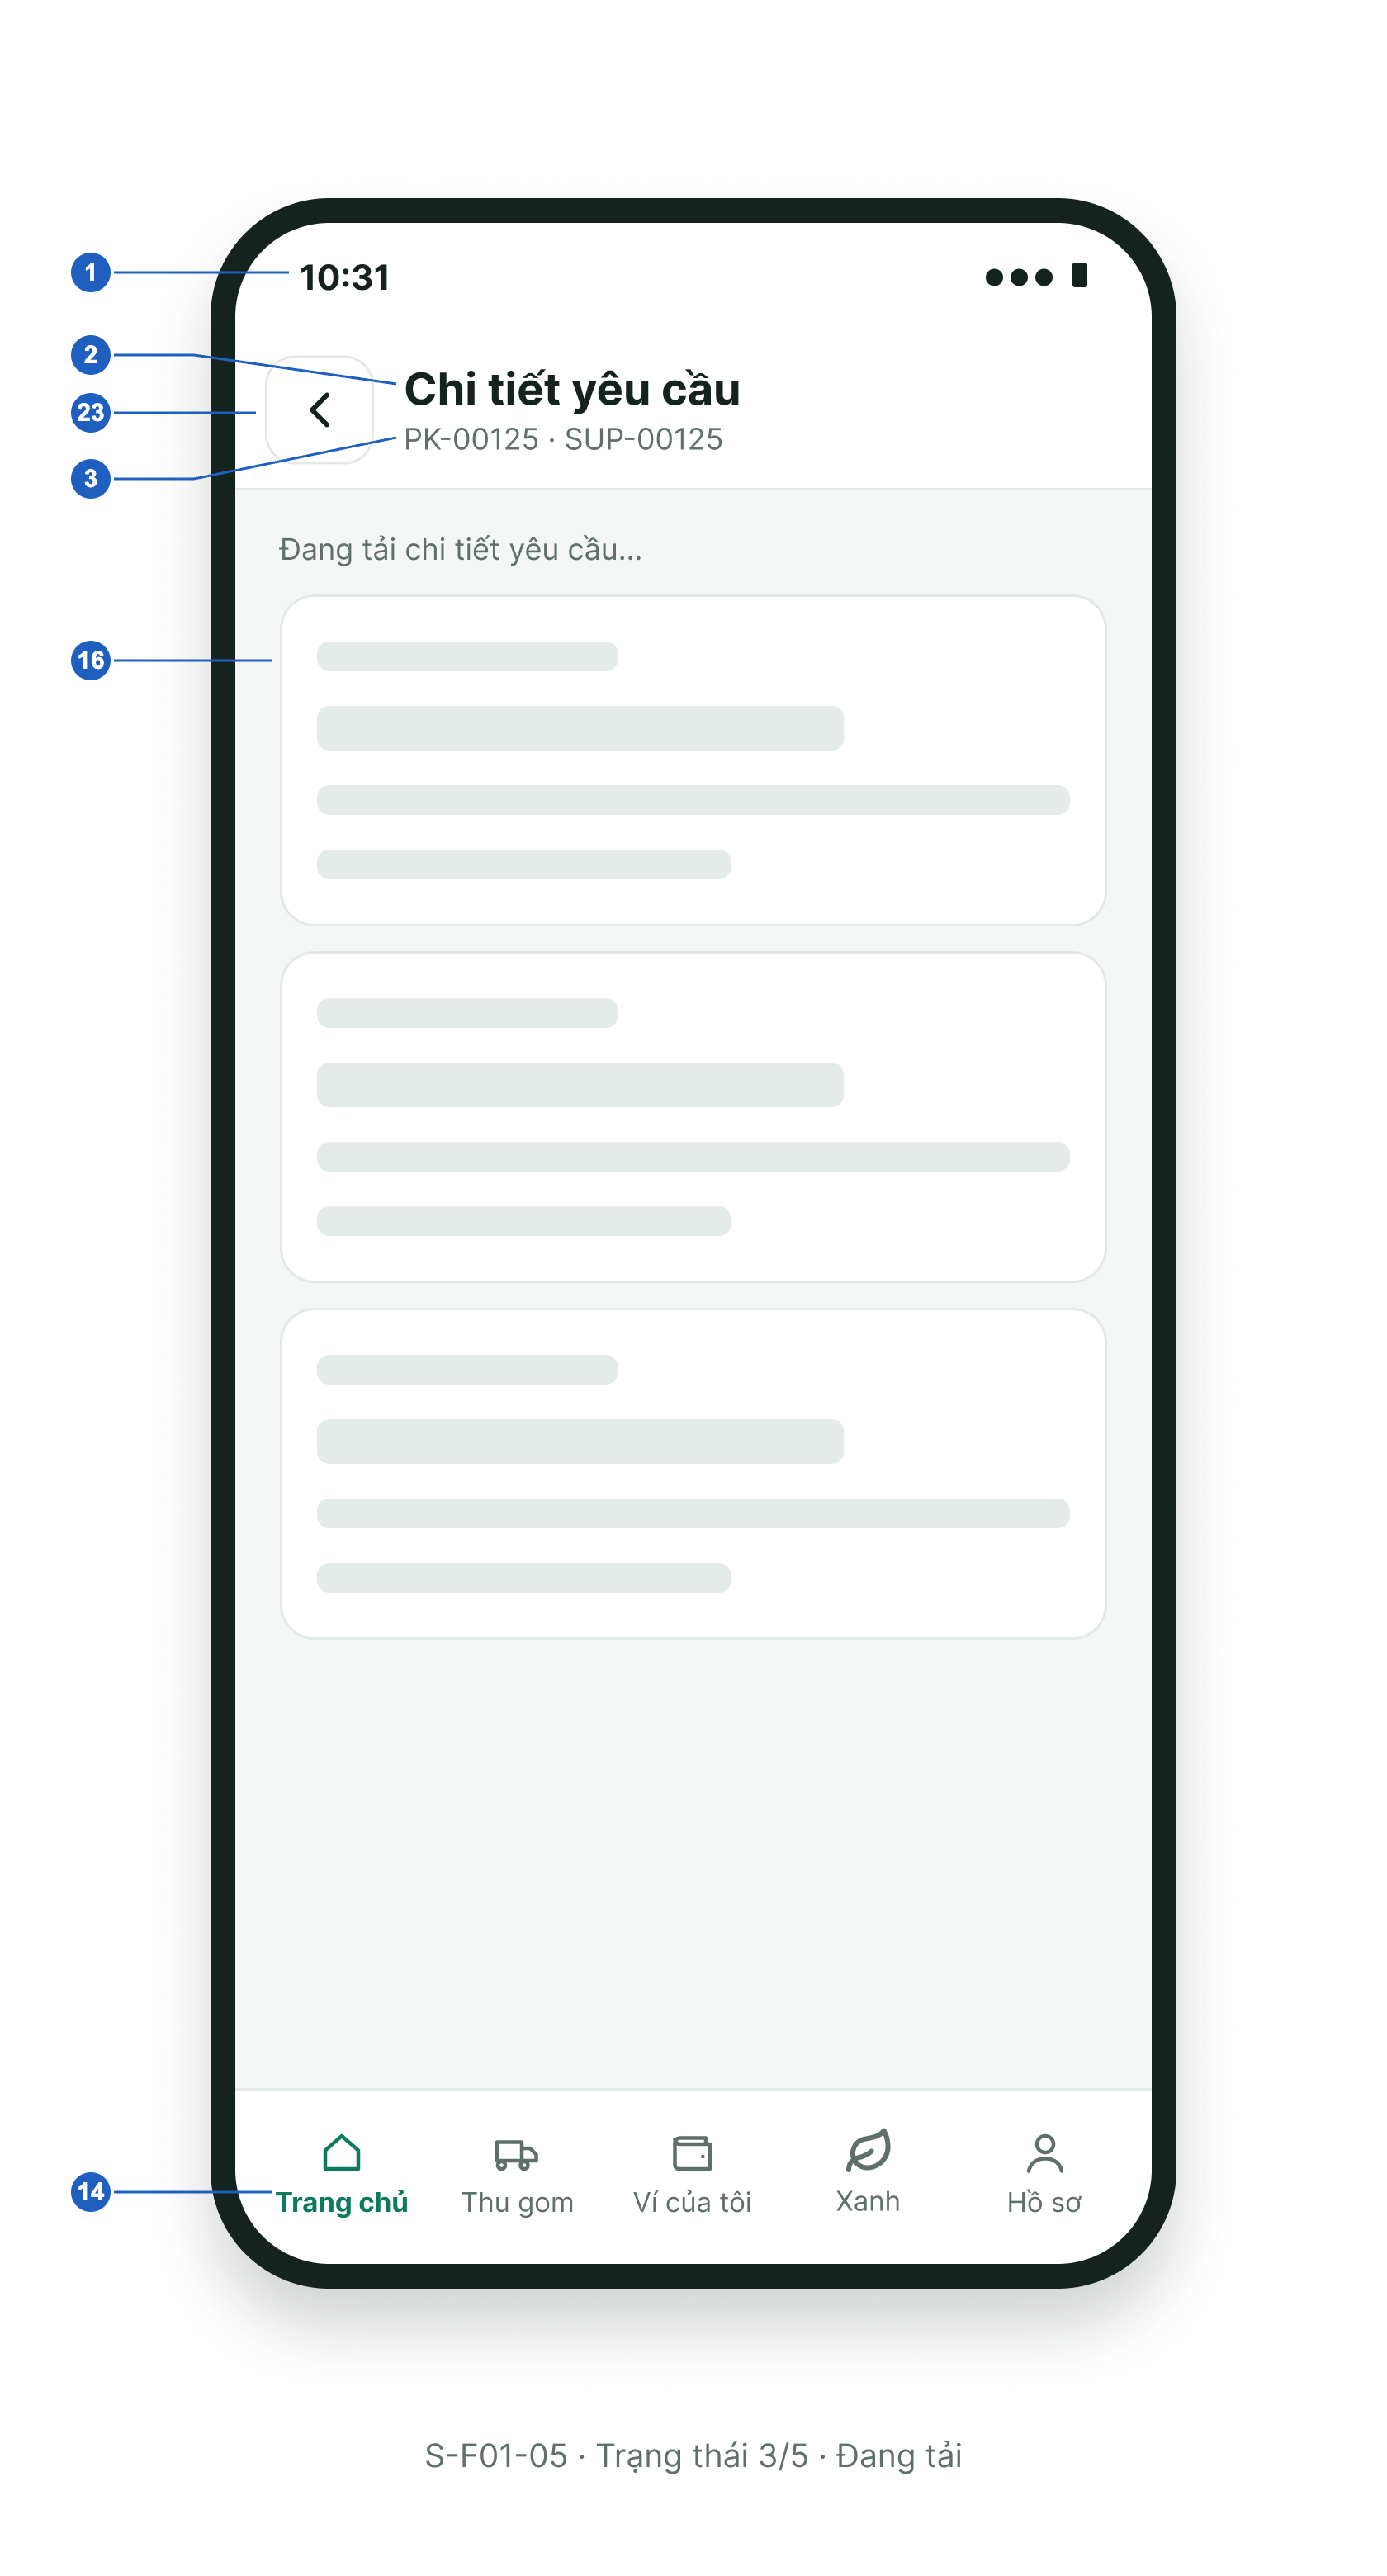 1
10:31
2
Chi tiết yêu cầu
23
PK-00125 · SUP-00125
3
Đang tải chi tiết yêu cầu...
16
14
Trang chủ
Thu gom
Ví của tôi
Xanh
Hồ sơ
S-F01-05 · Trạng thái 3/5 · Đang tải